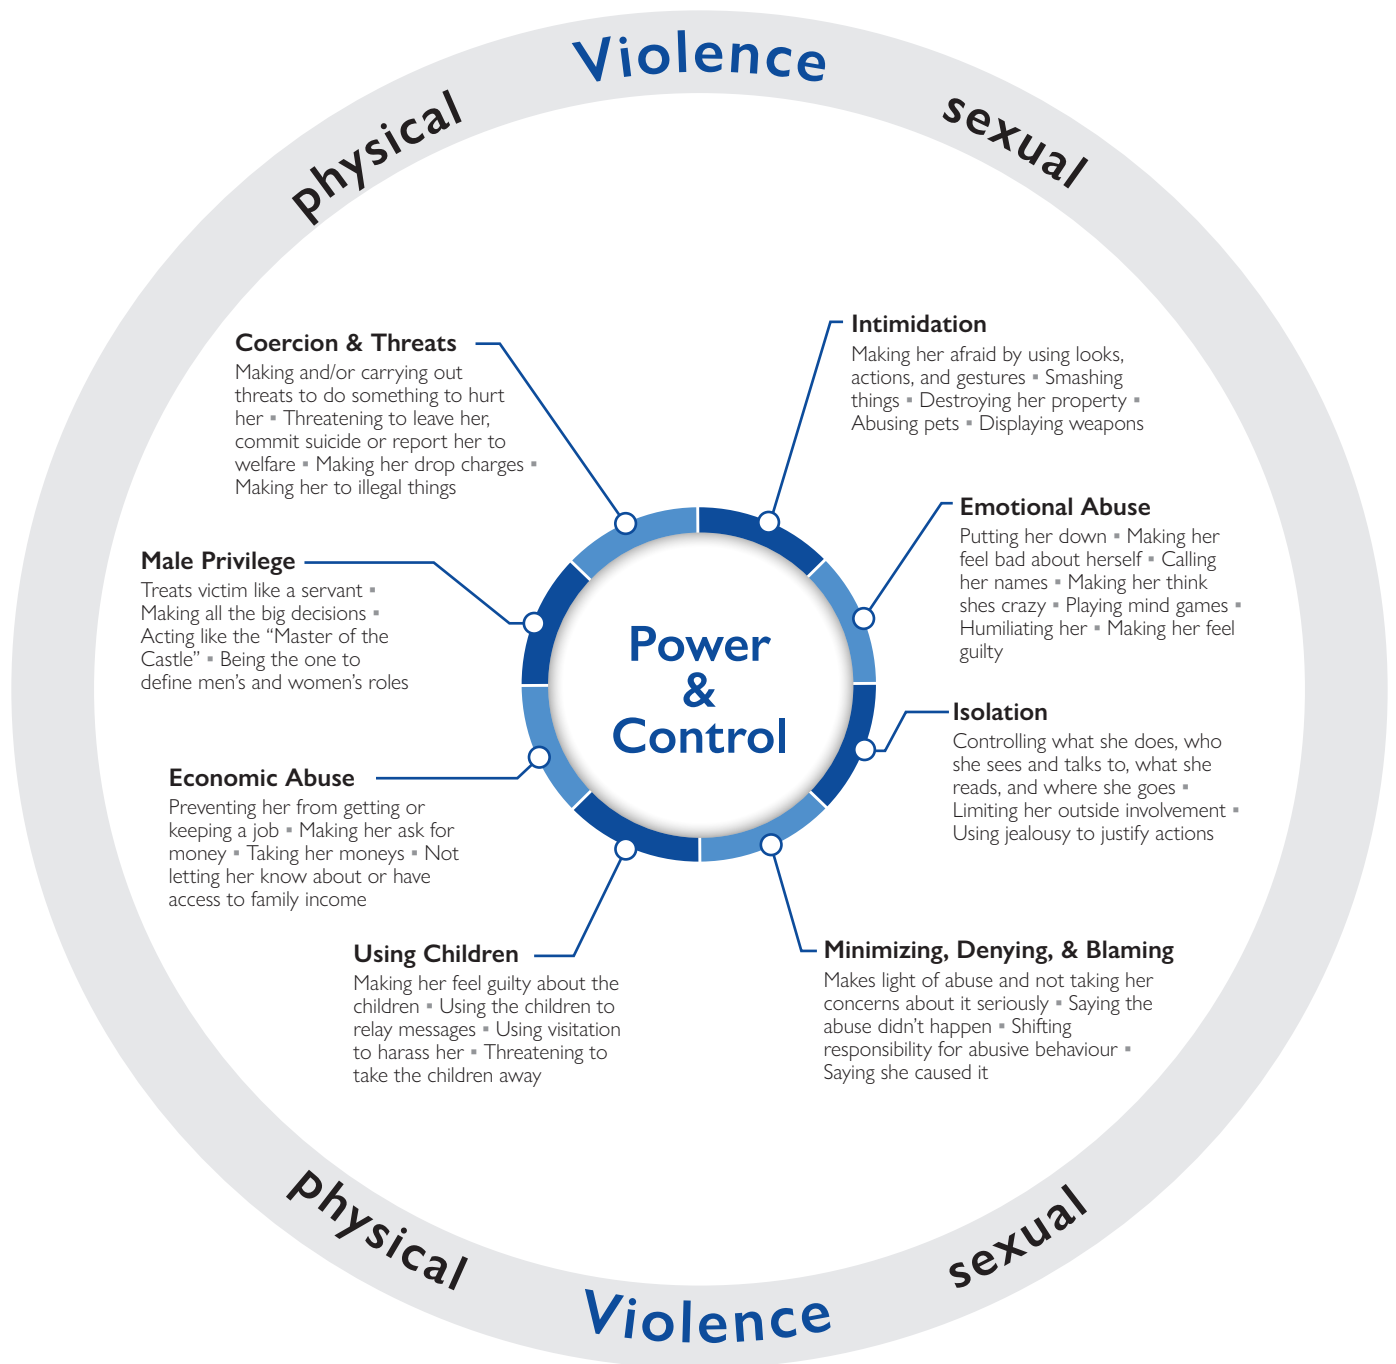 Violence
physical
sexual
Coercion & Threats
Making and/or carrying out
threats to do something to hurt
her ▪ Threatening to leave her,
commit suicide or report her to
welfare ▪ Making her drop charges ▪
Making her to illegal things
Intimidation
Making her afraid by using looks,
actions, and gestures ▪ Smashing
things ▪ Destroying her property ▪
Abusing pets ▪ Displaying weapons
Male Privilege
Treats victim like a servant ▪
Making all the big decisions ▪
Acting like the “Master of the
Castle” ▪ Being the one to
define men’s and women’s roles
Emotional Abuse
Putting her down ▪ Making her
feel bad about herself ▪ Calling
her names ▪ Making her think
shes crazy ▪ Playing mind games ▪
Humiliating her ▪ Making her feel
guilty
Power
&
Control
Isolation
Controlling what she does, who
she sees and talks to, what she
reads, and where she goes ▪
Limiting her outside involvement ▪
Using jealousy to justify actions
Economic Abuse
Preventing her from getting or
keeping a job ▪ Making her ask for
money ▪ Taking her moneys ▪ Not
letting her know about or have
access to family income
Using Children
Making her feel guilty about the
children ▪ Using the children to
relay messages ▪ Using visitation
to harass her ▪ Threatening to
take the children away
Minimizing, Denying, & Blaming
Makes light of abuse and not taking her
concerns about it seriously ▪ Saying the
abuse didn’t happen ▪ Shifting
responsibility for abusive behaviour ▪
Saying she caused it
physical
sexual
Violence